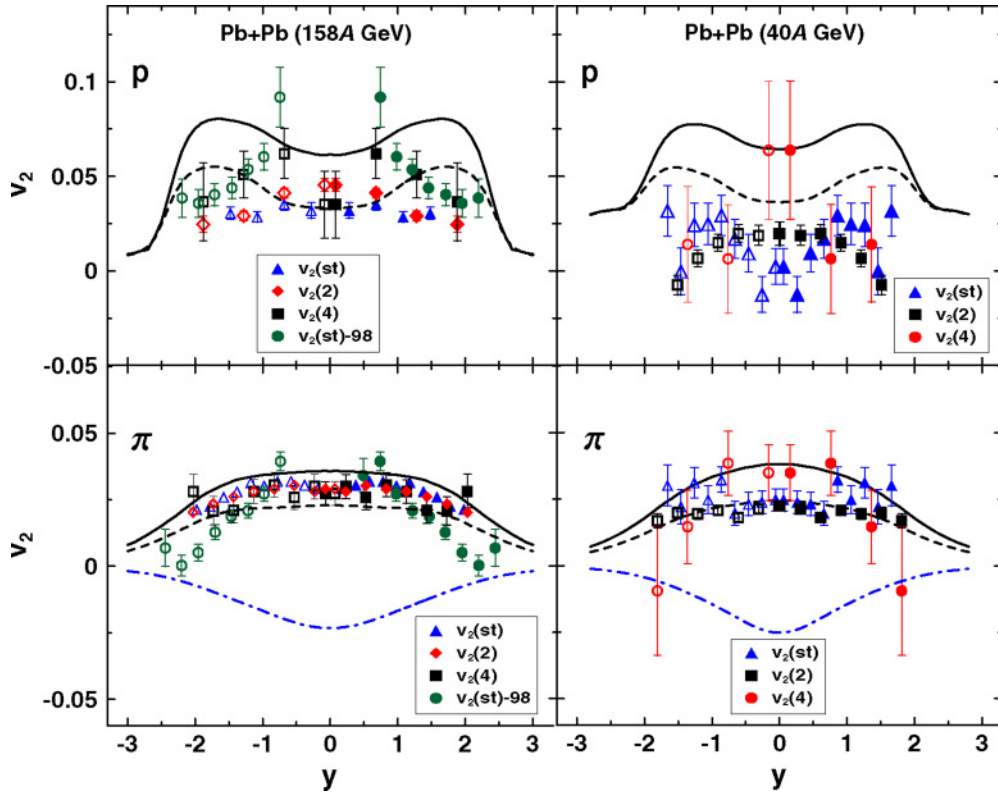 Pb+Pb (158A GeV)
p
v₂
0.1
0.05
0
-0.05
v₂(st)
v₂(2)
v₂(4)
v₂(st)-98
Pb+Pb (40A GeV)
p
v₂(st)
v₂(2)
v₂(4)
π
v₂
0.05
0
-0.05
v₂(st)
v₂(2)
v₂(4)
v₂(st)-98
π
v₂(st)
v₂(2)
v₂(4)
-3 -2 -1 0 1 2 -3 -2 -1 0 1 2 3
y y